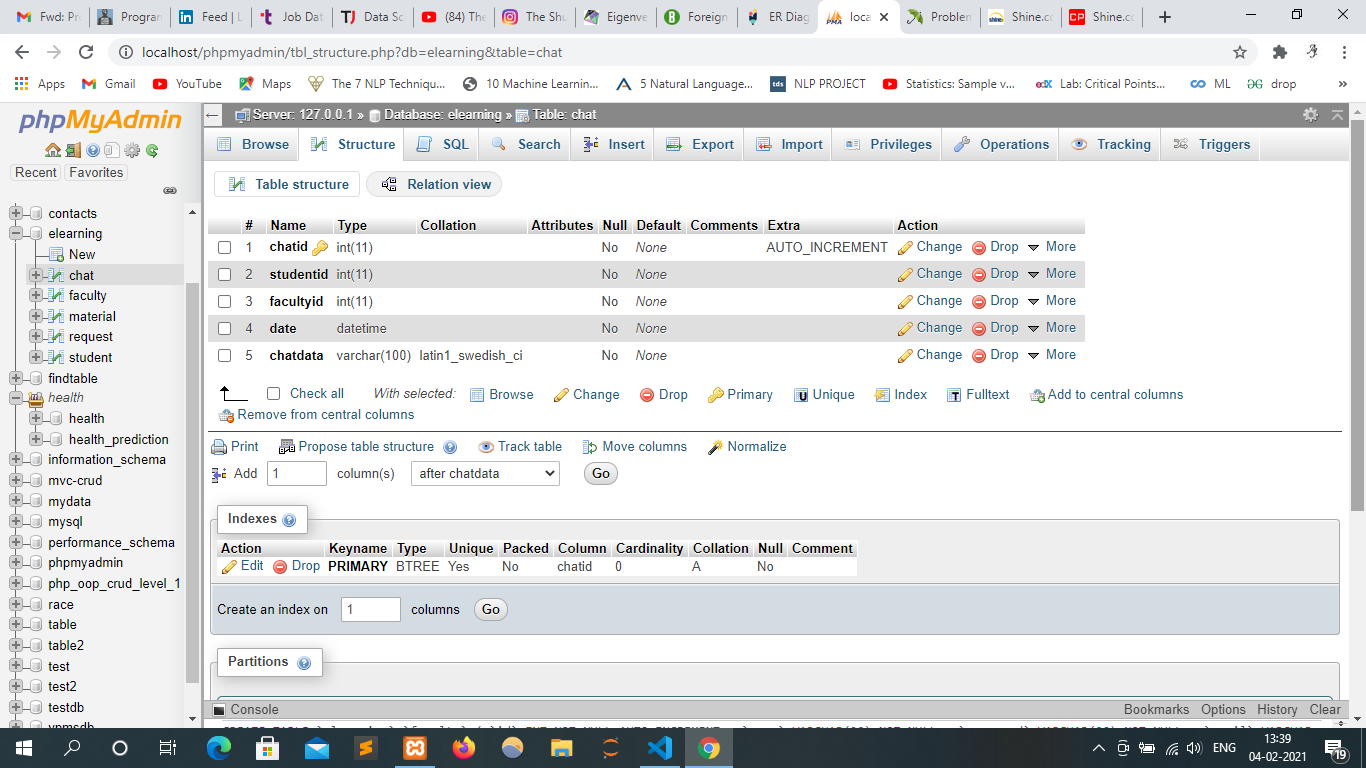 Fwd: Pr
Program
Feed | L
Job Dat
Data Sc
(84) The
The Shu
Eigenve
Foreign
ER Diag
loca
Problem
Shine.co
Shine.co
localhost/phpmyadmin/tbl_structure.php?db=elearning&table=chat
Apps
Gmail
YouTube
Maps
The 7 NLP Techniqu...
10 Machine Learnin...
5 Natural Language...
NLP PROJECT
Statistics: Sample v...
Lab: Critical Points...
ML
drop
»
phpMyAdmin
Recent Favorites
contacts
elearning
New
chat
faculty
material
request
student
findtable
health
health
health_prediction
information_schema
mvc-crud
mydata
mysql
performance_schema
phpmyadmin
php_oop_crud_level_1
race
table
table2
test
test2
testdb
Server: 127.0.0.1 » Database: elearning » Table: chat
Browse Structure SQL Search Insert Export Import Privileges Operations Tracking Triggers
Table structure Relation view
# Name Type Collation Attributes Null Default Comments Extra Action
1 chatid int(11) No None AUTO_INCREMENT Change Drop More
2 studentid int(11) No None Change Drop More
3 facultyid int(11) No None Change Drop More
4 date datetime No None Change Drop More
5 chatdata varchar(100) latin1_swedish_ci No None Change Drop More
Check all With selected: Browse Change Drop Primary Unique Index Fulltext Add to central columns
Remove from central columns
Print Propose table structure Track table Move columns Normalize
Add 1 column(s) after chatdata Go
Indexes
Action Keyname Type Unique Packed Column Cardinality Collation Null Comment
Edit Drop PRIMARY BTREE Yes No chatid 0 A No
Create an index on 1 columns Go
Partitions
Console Bookmarks Options History Clear
ENG
13:39
04-02-2021
19